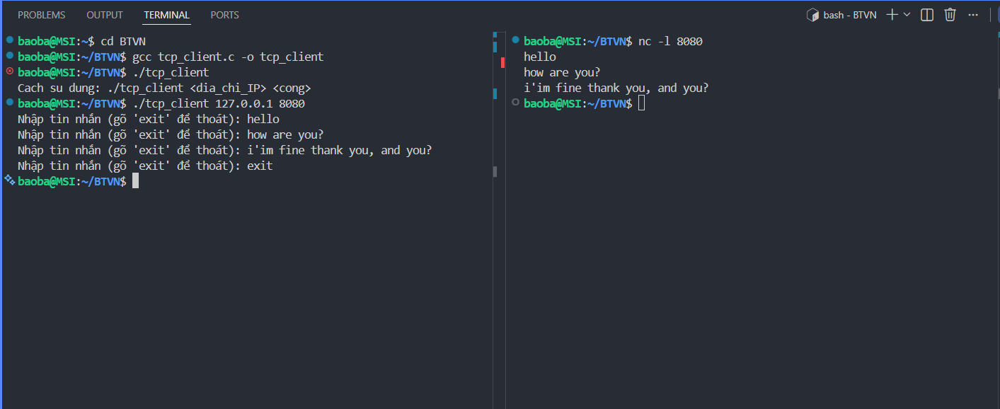 PROBLEMS OUTPUT TERMINAL PORTS
bash - BTVN
baoba@MSI:~$ cd BTVN
baoba@MSI:~/BTVN$ gcc tcp_client.c -o tcp_client
baoba@MSI:~/BTVN$ ./tcp_client
Cach su dung: ./tcp_client <dia_chi_IP> <cong>
baoba@MSI:~/BTVN$ ./tcp_client 127.0.0.1 8080
Nhập tin nhắn (gõ 'exit' để thoát): hello
Nhập tin nhắn (gõ 'exit' để thoát): how are you?
Nhập tin nhắn (gõ 'exit' để thoát): i'im fine thank you, and you?
Nhập tin nhắn (gõ 'exit' để thoát): exit
baoba@MSI:~/BTVN$
baoba@MSI:~/BTVN$ nc -l 8080
hello
how are you?
i'im fine thank you, and you?
baoba@MSI:~/BTVN$